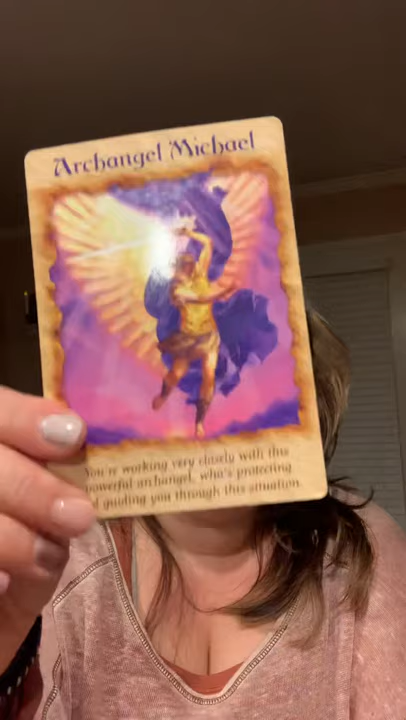 Archangel Michael
You're working very closely with this
powerful archangel, who's protecting
guiding you through this situation.